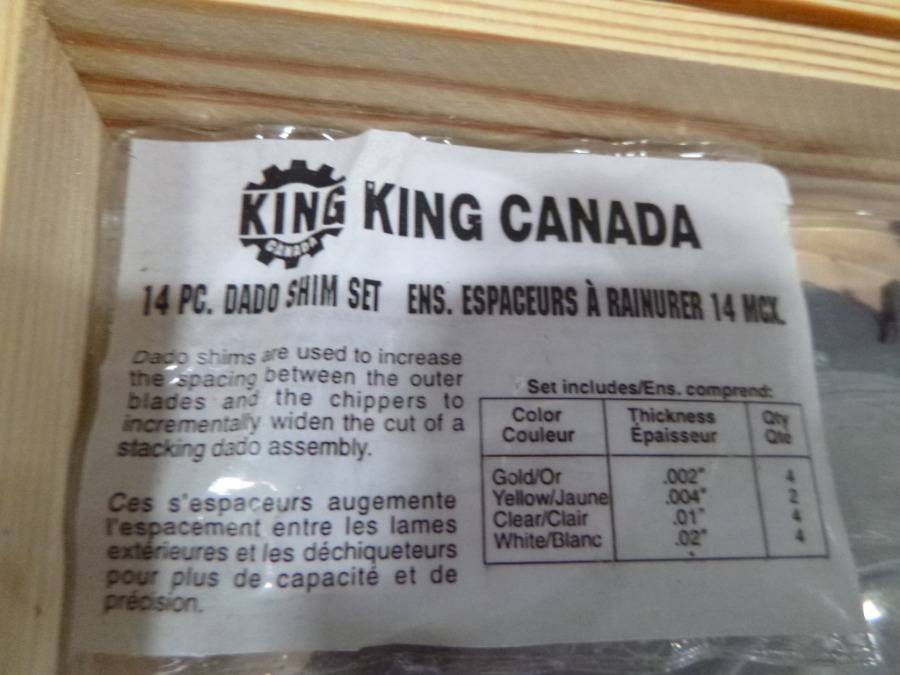 KING
CANADA
KING CANADA
14 PC. DADO SHIM SET ENS. ESPACEURS À RAINURER 14 MCX.
Dado shims are used to increase
the spacing between the outer
blades and the chippers to
incrementally widen the cut of a
stacking dado assembly.
Ces s'espaceurs augemente
l'espacement entre les lames
extérieures et les déchiqueteurs
pour plus de capacité et de
précision.
Set includes/Ens. comprend:
Color Thickness Qty
Couleur Épaisseur Qté
Gold/Or .002" 4
Yellow/Jaune .004" 2
Clear/Clair .01" 4
White/Blanc .02" 4